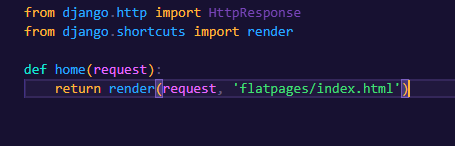 from django.http import HttpResponse
from django.shortcuts import render
def home(request):
    return render(request, 'flatpages/index.html')